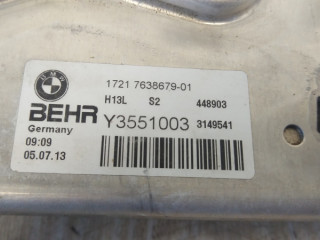 BMW
1721 7638679-01
H13L S2 448903
BEHR Y3551003 3149541
Germany
09:09
05.07.13